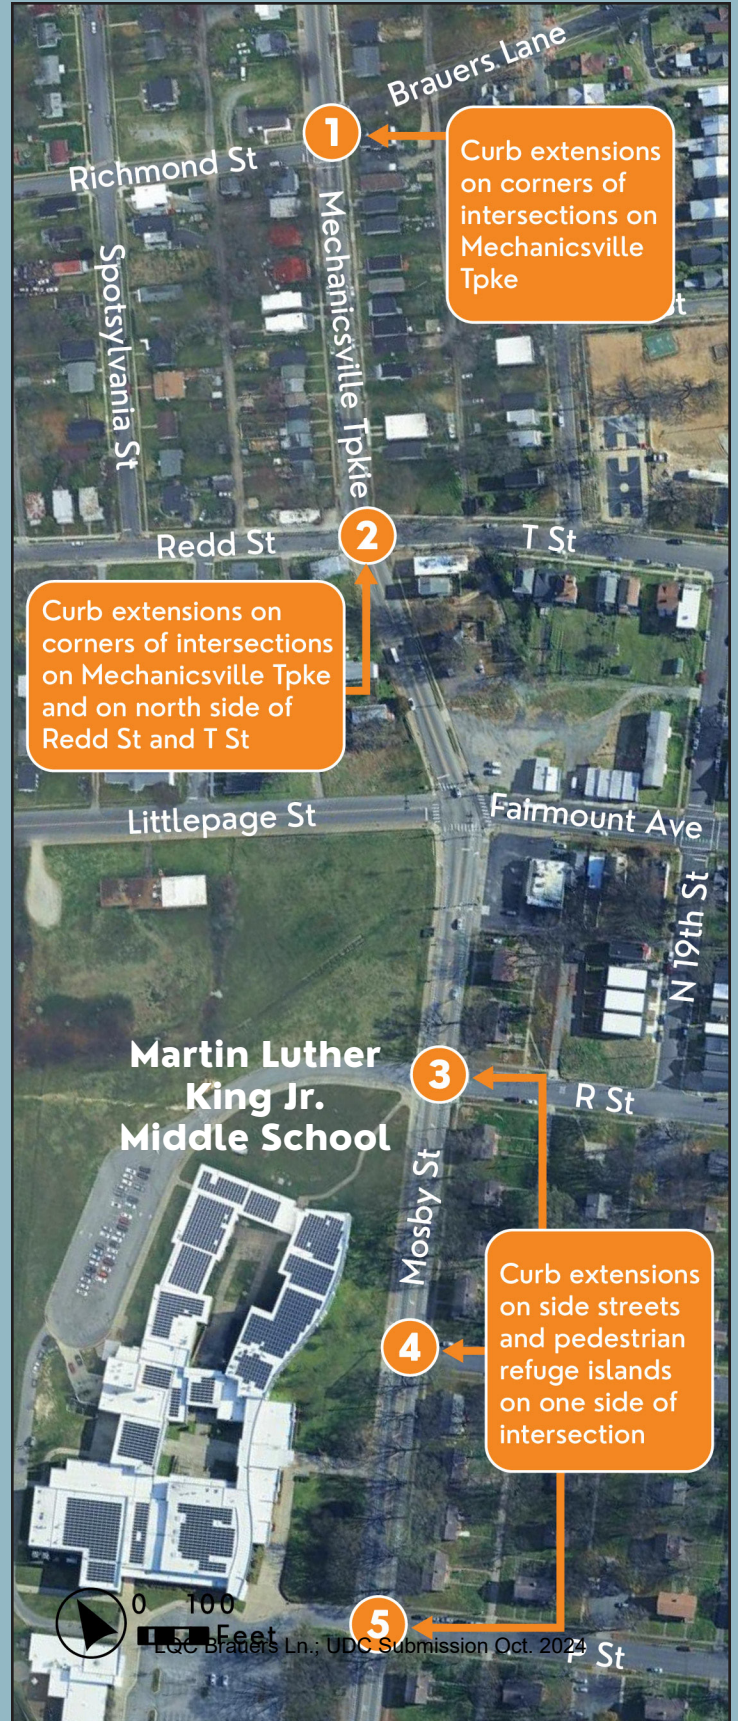 Brauers Lane
1
Curb extensions
on corners of
intersections on
Mechanicsville
Tpke
Richmond St
Mechanicsville Tpkie
Spotsylvania St
St
2
Redd St
T St
Curb extensions on
corners of intersections
on Mechanicsville Tpke
and on north side of
Redd St and T St
Littlepage St
Fairmount Ave
N 19th St
Martin Luther
King Jr.
Middle School
3
R St
Mosby St
Curb extensions
on side streets
and pedestrian
refuge islands
on one side of
intersection
4
0 100
Feet
5
LQC Brauers Ln.; UDC Submission Oct. 2024
P St